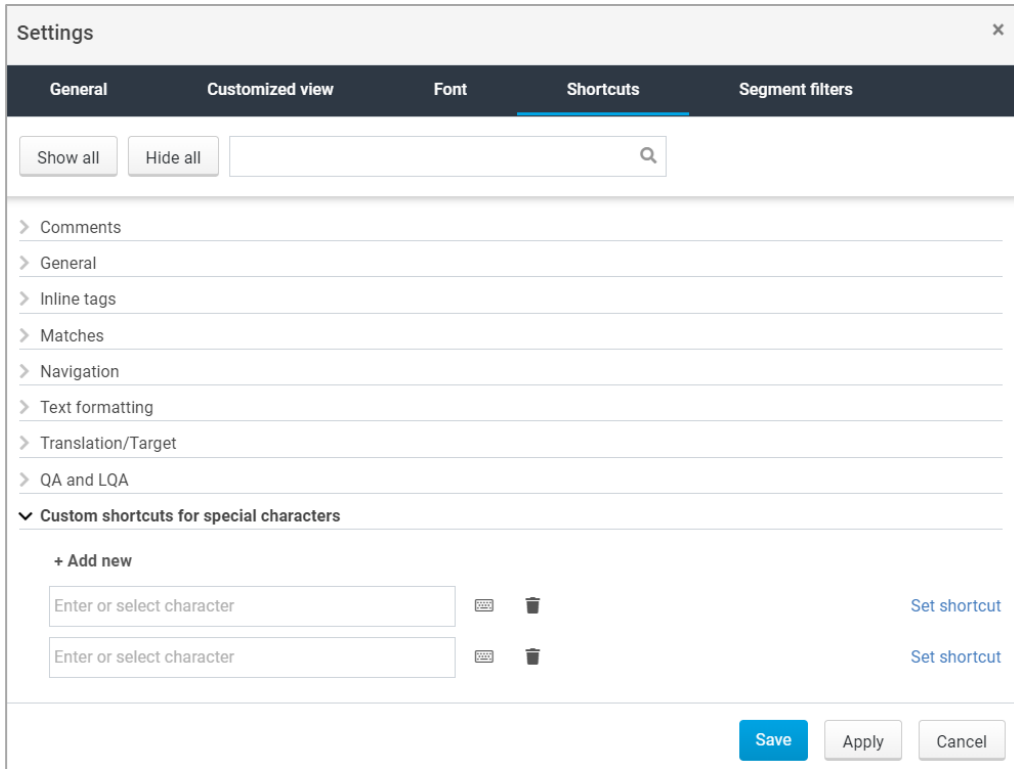 Settings ×
General Customized view Font Shortcuts Segment filters
Show all Hide all
Comments
General
Inline tags
Matches
Navigation
Text formatting
Translation/Target
QA and LQA
Custom shortcuts for special characters
+ Add new
Enter or select character Set shortcut
Enter or select character Set shortcut
Save Apply Cancel